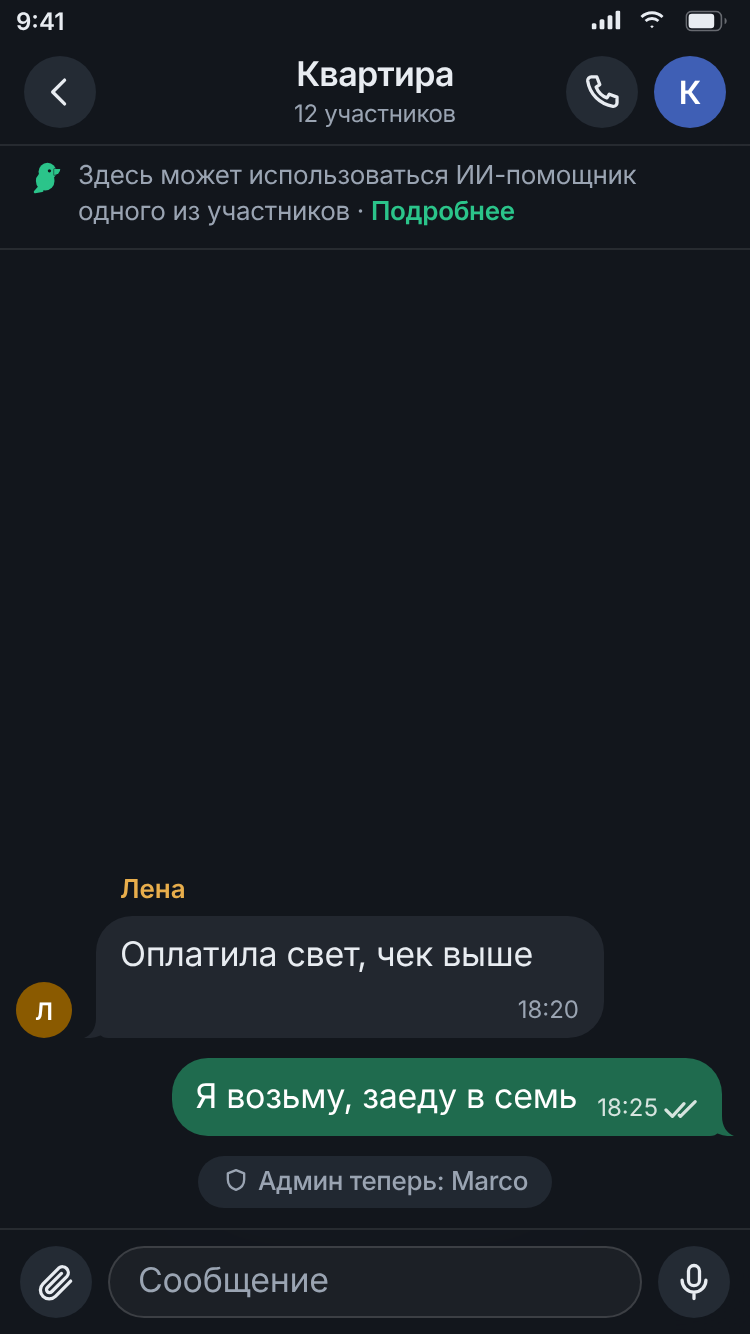 9:41
Квартира
12 участников
К
Здесь может использоваться ИИ-помощник
одного из участников · Подробнее
Лена
Оплатила свет, чек выше
18:20
Л
Я возьму, заеду в семь 18:25
Админ теперь: Marco
Сообщение